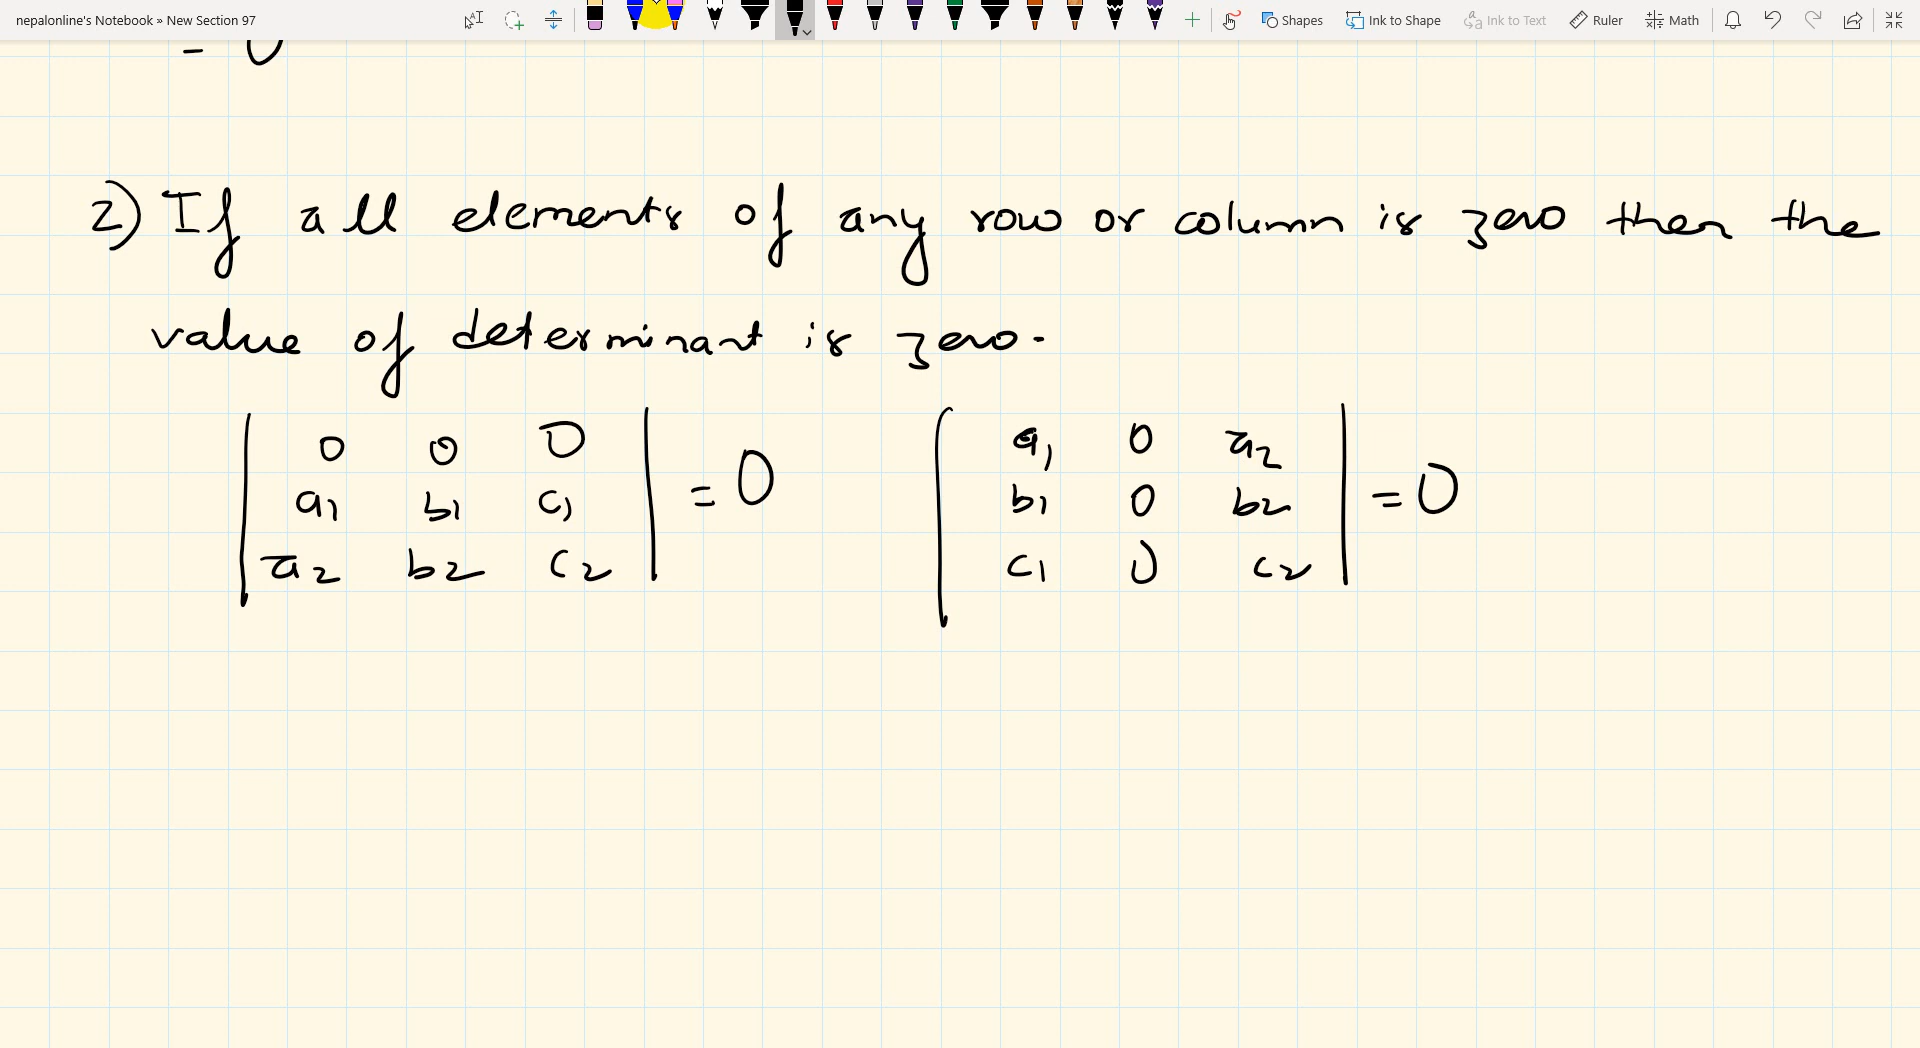 nepalonline's Notebook » New Section 97
Shapes Ink to Shape Ink to Text Ruler Math
= 0
2) If all elements of any row or column is zero then the
value of determinant is zero.
| 0 0 0 | = 0 | a1 0 a2 | = 0
| a1 b1 c1 | | b1 0 b2 |
| a2 b2 c2 | | c1 0 c2 |